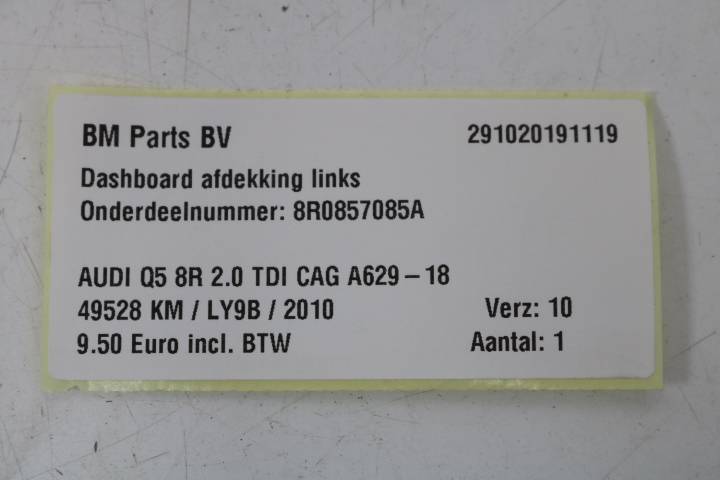 BM Parts BV 291020191119
Dashboard afdekking links
Onderdeelnummer: 8R0857085A
AUDI Q5 8R 2.0 TDI CAG A629-18
49528 KM / LY9B / 2010 Verz: 10
9.50 Euro incl. BTW Aantal: 1